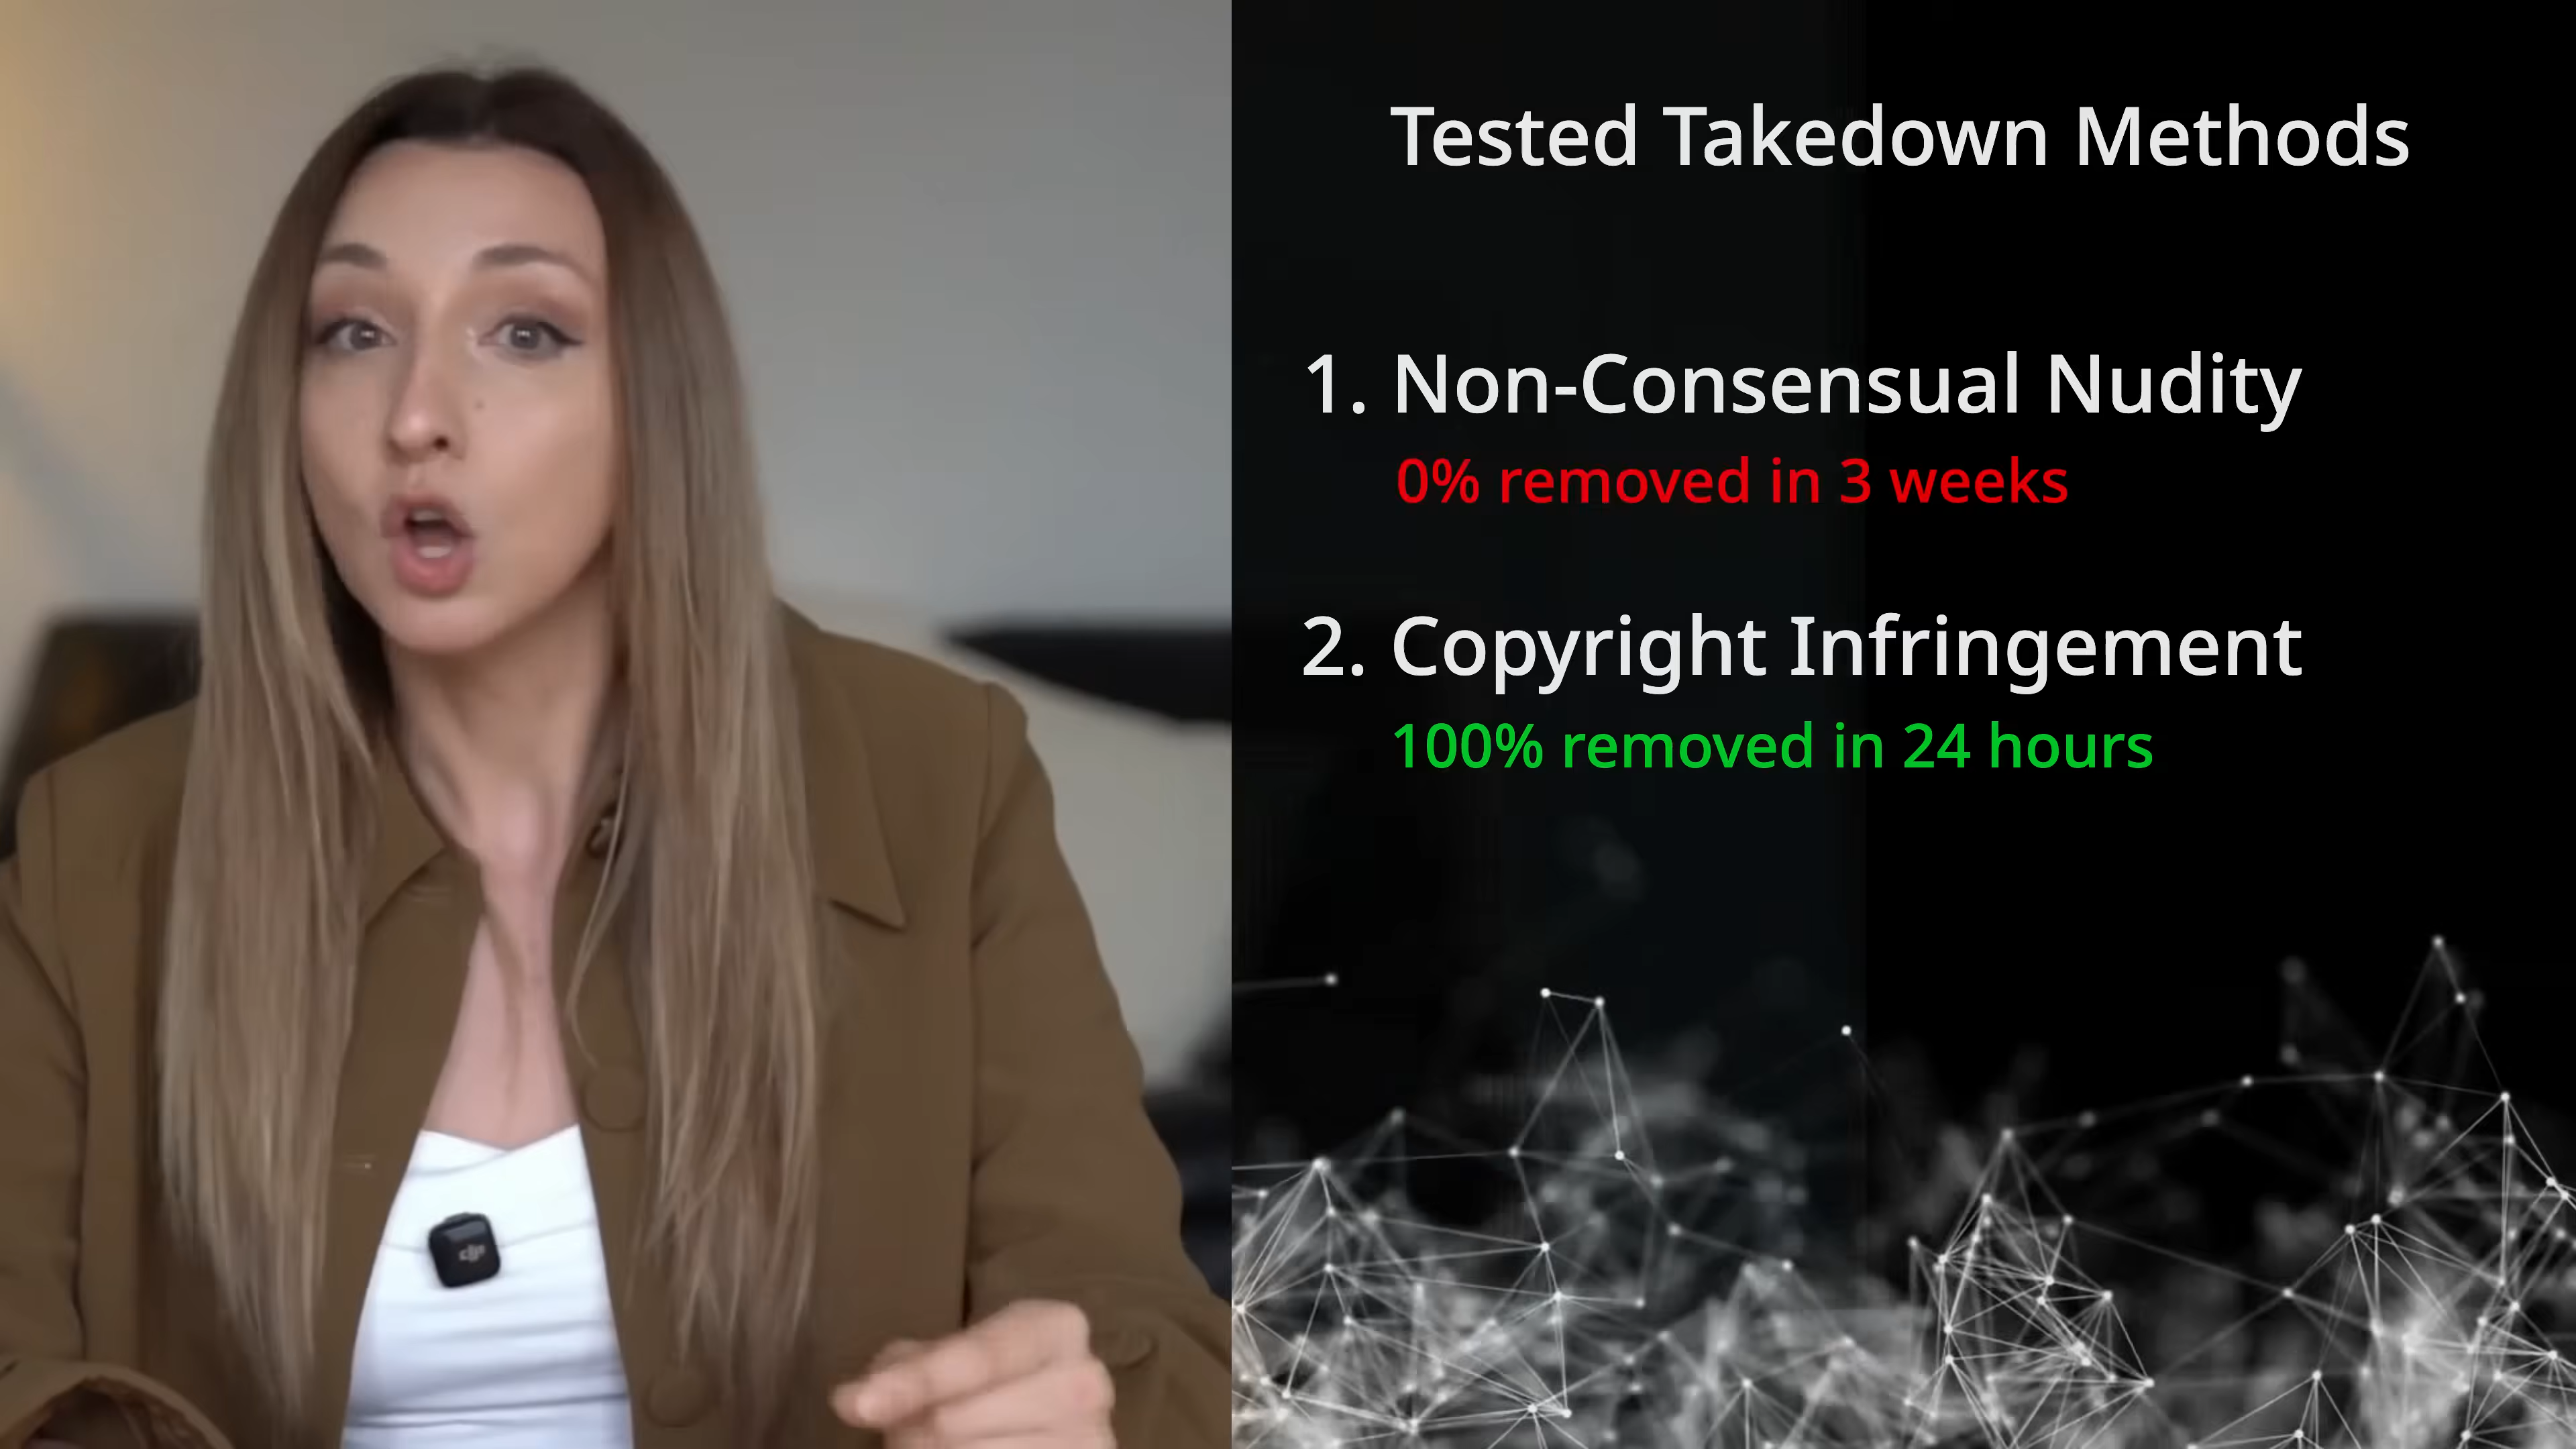 Tested Takedown Methods
1. Non-Consensual Nudity
0% removed in 3 weeks
2. Copyright Infringement
100% removed in 24 hours
dji